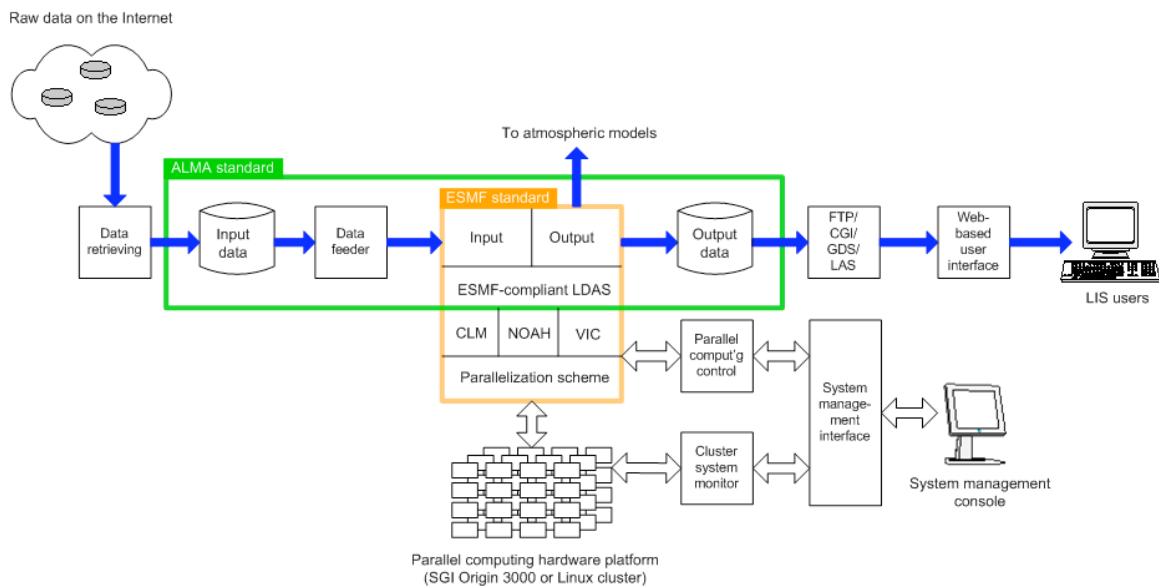 Raw data on the Internet
To atmospheric models
ALMA standard
ESMF standard
Data
retrieving
Input
data
Data
feeder
Input
Output
Output
data
FTP/
CGI/
GDS/
LAS
Web-
based
user
interface
LIS users
ESMF-compliant LDAS
CLM
NOAH
VIC
Parallelization scheme
Parallel
comput'g
control
System
manage-
ment
interface
Cluster
system
monitor
System management
console
Parallel computing hardware platform
(SGI Origin 3000 or Linux cluster)